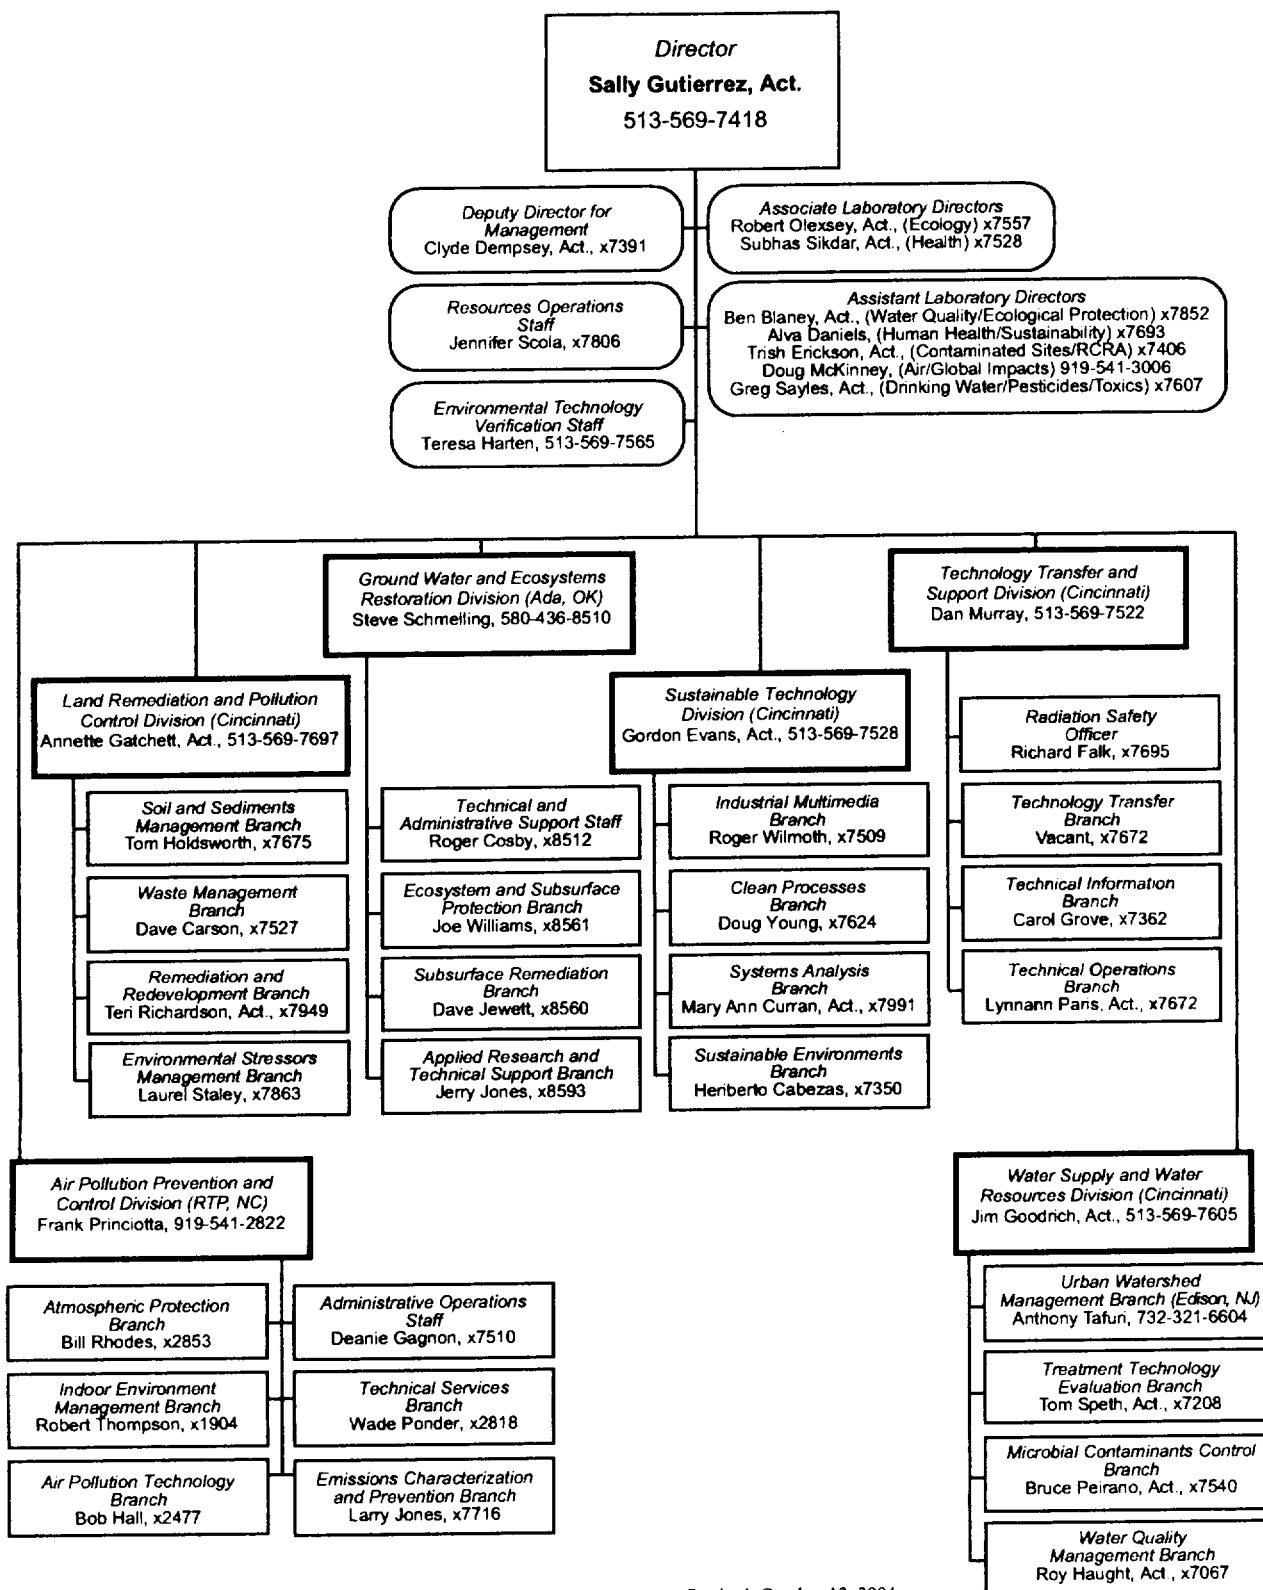 Director
Sally Gutierrez, Act.
513-569-7418
Deputy Director for
Management
Clyde Dempsey, Act., x7391
Associate Laboratory Directors
Robert Olexsey, Act., (Ecology) x7557
Subhas Sikdar, Act., (Health) x7528
Resources Operations
Staff
Jennifer Scola, x7806
Assistant Laboratory Directors
Ben Blaney, Act., (Water Quality/Ecological Protection) x7852
Alva Daniels, (Human Health/Sustainability) x7693
Trish Erickson, Act., (Contaminated Sites/RCRA) x7406
Doug McKinney, (Air/Global Impacts) 919-541-3006
Greg Sayles, Act., (Drinking Water/Pesticides/Toxics) x7607
Environmental Technology
Verification Staff
Teresa Harten, 513-569-7565
Ground Water and Ecosystems
Restoration Division (Ada, OK)
Steve Schmelling, 580-436-8510
Technology Transfer and
Support Division (Cincinnati)
Dan Murray, 513-569-7522
Land Remediation and Pollution
Control Division (Cincinnati)
Annette Gatchett, Act., 513-569-7697
Sustainable Technology
Division (Cincinnati)
Gordon Evans, Act., 513-569-7528
Soil and Sediments
Management Branch
Tom Holdsworth, x7675
Waste Management
Branch
Dave Carson, x7527
Remediation and
Redevelopment Branch
Teri Richardson, Act., x7949
Environmental Stressors
Management Branch
Laurel Staley, x7863
Technical and
Administrative Support Staff
Roger Cosby, x8512
Ecosystem and Subsurface
Protection Branch
Joe Williams, x8561
Subsurface Remediation
Branch
Dave Jewett, x8560
Applied Research and
Technical Support Branch
Jerry Jones, x8593
Industrial Multimedia
Branch
Roger Wilmoth, x7509
Clean Processes
Branch
Doug Young, x7624
Systems Analysis
Branch
Mary Ann Curran, Act., x7991
Sustainable Environments
Branch
Heriberto Cabezas, x7350
Radiation Safety
Officer
Richard Falk, x7695
Technology Transfer
Branch
Vacant, x7672
Technical Information
Branch
Carol Grove, x7362
Technical Operations
Branch
Lynnann Paris, Act., x7672
Air Pollution Prevention and
Control Division (RTP, NC)
Frank Princiotta, 919-541-2822
Atmospheric Protection
Branch
Bill Rhodes, x2853
Administrative Operations
Staff
Deanie Gagnon, x7510
Indoor Environment
Management Branch
Robert Thompson, x1904
Technical Services
Branch
Wade Ponder, x2818
Air Pollution Technology
Branch
Bob Hall, x2477
Emissions Characterization
and Prevention Branch
Larry Jones, x7716
Water Supply and Water
Resources Division (Cincinnati)
Jim Goodrich, Act., 513-569-7605
Urban Watershed
Management Branch (Edison, NJ)
Anthony Tafuri, 732-321-6604
Treatment Technology
Evaluation Branch
Tom Speth, Act., x7208
Microbial Contaminants Control
Branch
Bruce Peirano, Act., x7540
Water Quality
Management Branch
Roy Haught, Act., x7067